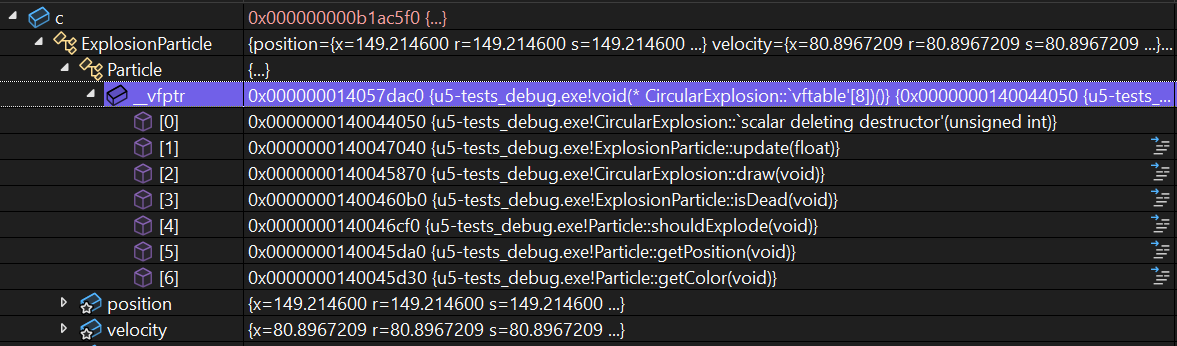 c 0x000000000b1ac5f0 {...}
ExplosionParticle {position={x=149.214600 r=149.214600 s=149.214600 ...} velocity={x=80.8967209 r=80.8967209 s=80.8967209 ...}...
Particle {...}
__vfptr 0x000000014057dac0 {u5-tests_debug.exe!void(* CircularExplosion::`vftable'[8])()} {0x0000000140044050 {u5-tests_...
[0] 0x0000000140044050 {u5-tests_debug.exe!CircularExplosion::`scalar deleting destructor'(unsigned int)}
[1] 0x0000000140047040 {u5-tests_debug.exe!ExplosionParticle::update(float)}
[2] 0x0000000140045870 {u5-tests_debug.exe!CircularExplosion::draw(void)}
[3] 0x00000001400460b0 {u5-tests_debug.exe!ExplosionParticle::isDead(void)}
[4] 0x0000000140046cf0 {u5-tests_debug.exe!Particle::shouldExplode(void)}
[5] 0x0000000140045da0 {u5-tests_debug.exe!Particle::getPosition(void)}
[6] 0x0000000140045d30 {u5-tests_debug.exe!Particle::getColor(void)}
position {x=149.214600 r=149.214600 s=149.214600 ...}
velocity {x=80.8967209 r=80.8967209 s=80.8967209 ...}